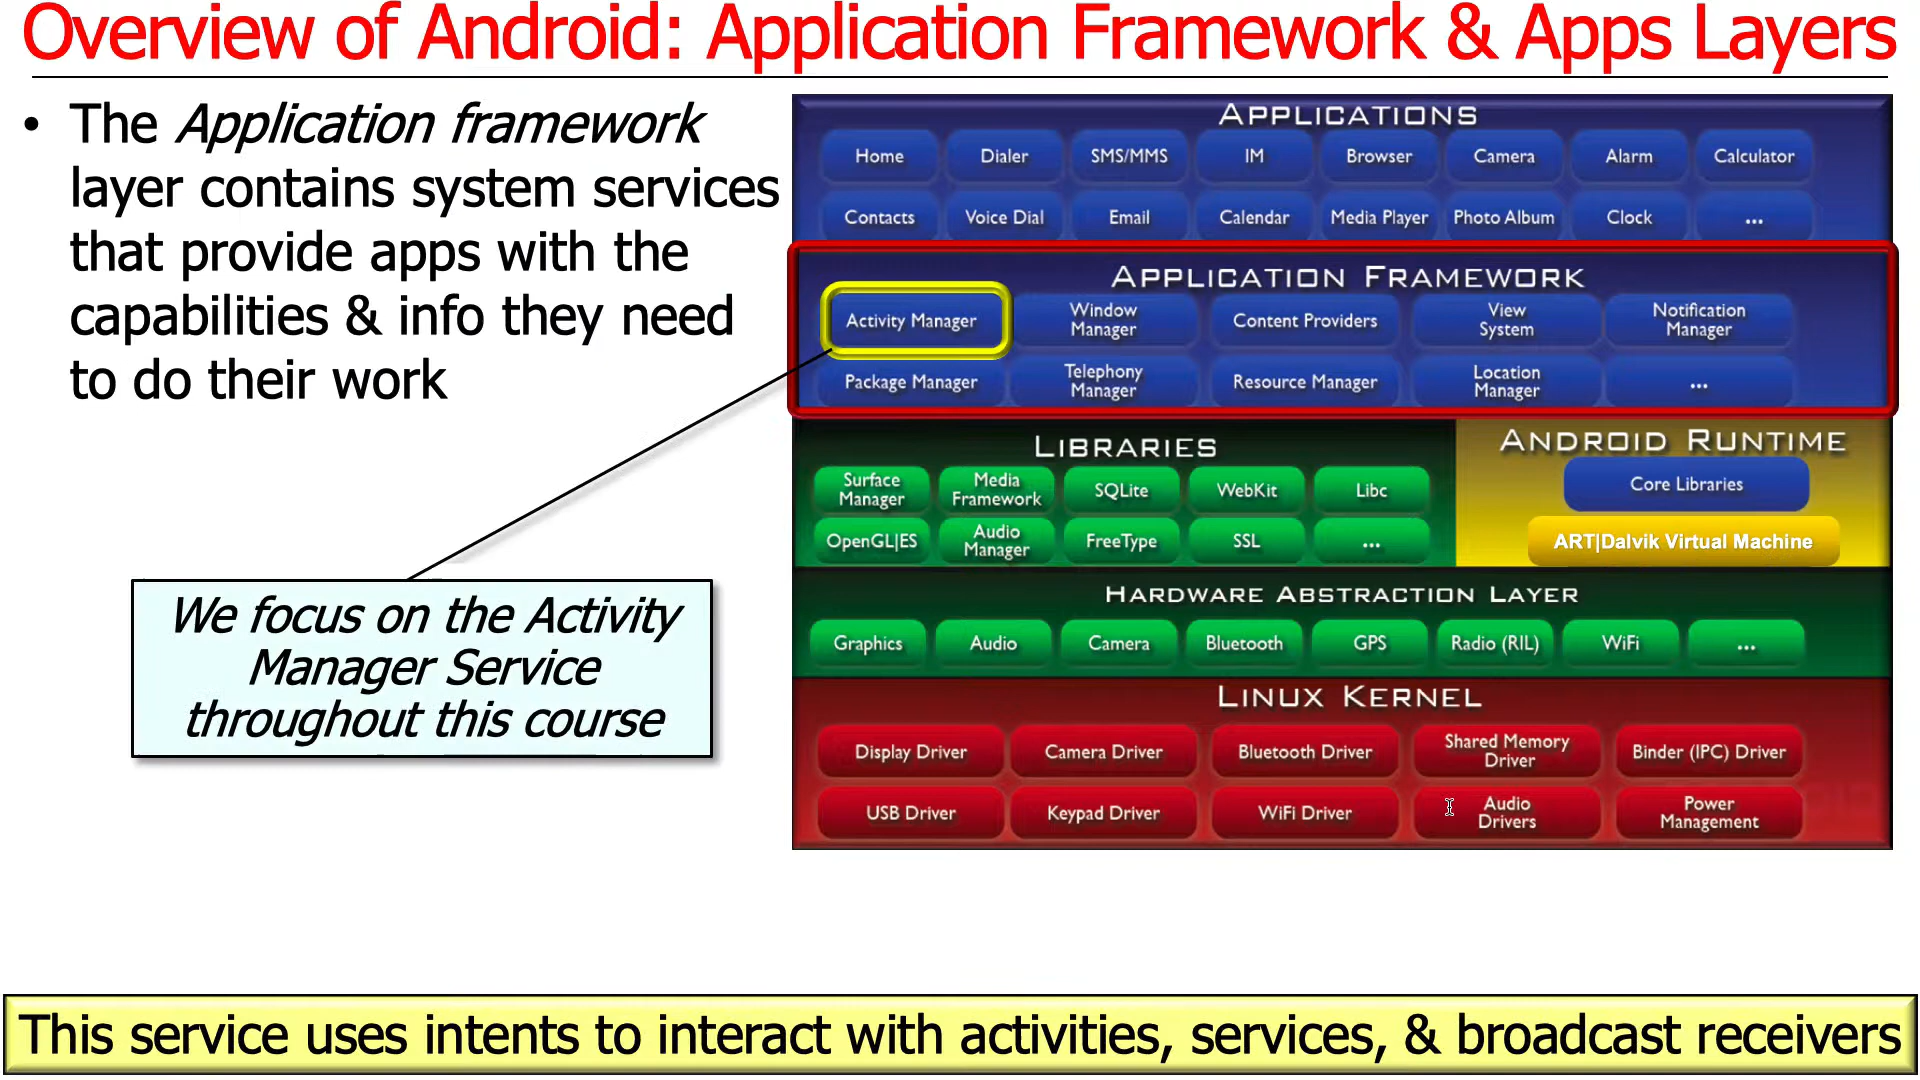 Overview of Android: Application Framework & Apps Layers
• The Application framework
layer contains system services
that provide apps with the
capabilities & info they need
to do their work
We focus on the Activity
Manager Service
throughout this course
APPLICATIONS
Home Dialer SMS/MMS IM Browser Camera Alarm Calculator
Contacts Voice Dial Email Calendar Media Player Photo Album Clock ...
APPLICATION FRAMEWORK
Activity Manager Window Manager Content Providers View System Notification Manager
Package Manager Telephony Manager Resource Manager Location Manager ...
LIBRARIES
Surface Manager Media Framework SQLite WebKit Libc
OpenGL|ES Audio Manager FreeType SSL ...
ANDROID RUNTIME
Core Libraries
ART|Dalvik Virtual Machine
HARDWARE ABSTRACTION LAYER
Graphics Audio Camera Bluetooth GPS Radio (RIL) WiFi ...
LINUX KERNEL
Display Driver Camera Driver Bluetooth Driver Shared Memory Driver Binder (IPC) Driver
USB Driver Keypad Driver WiFi Driver Audio Drivers Power Management
This service uses intents to interact with activities, services, & broadcast receivers